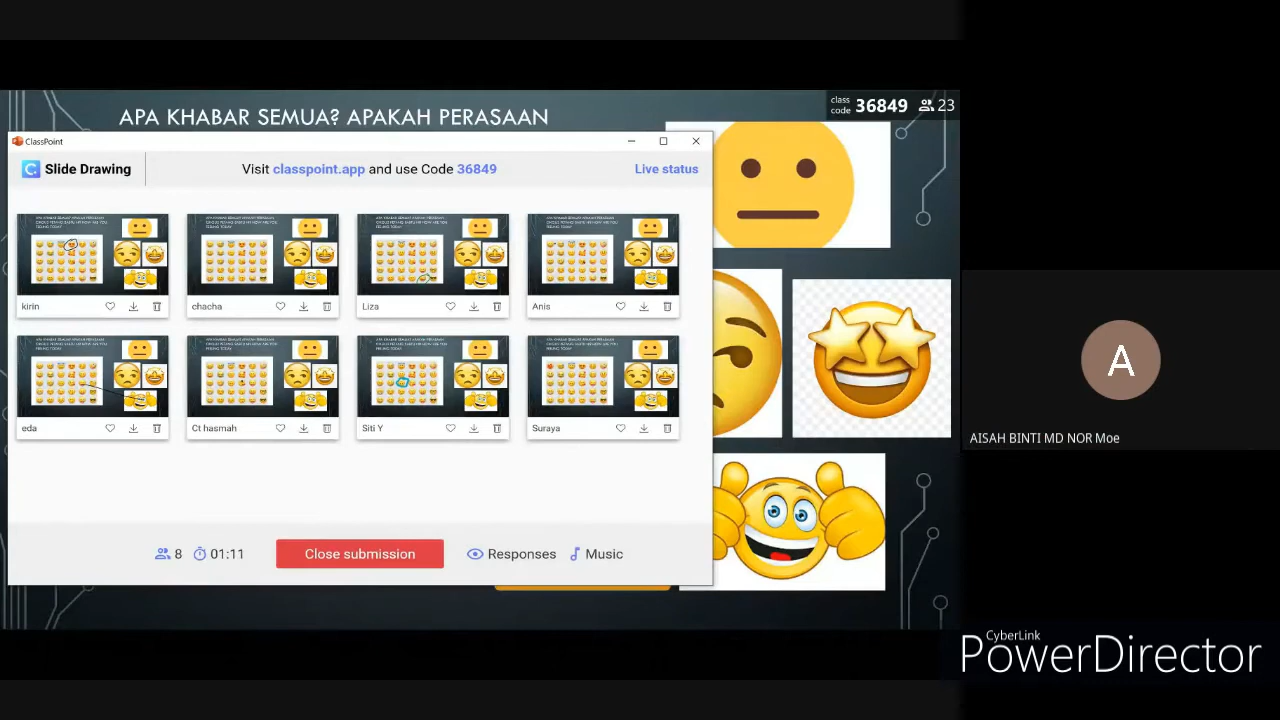 APA KHABAR SEMUA? APAKAH PERASAAN
class code 36849 23
ClassPoint
Slide Drawing
Visit classpoint.app and use Code 36849
Live status
kirin
chacha
Liza
Anis
eda
Ct hasmah
Siti Y
Suraya
8
01:11
Close submission
Responses
Music
A
AISAH BINTI MD NOR Moe
CyberLink
PowerDirector